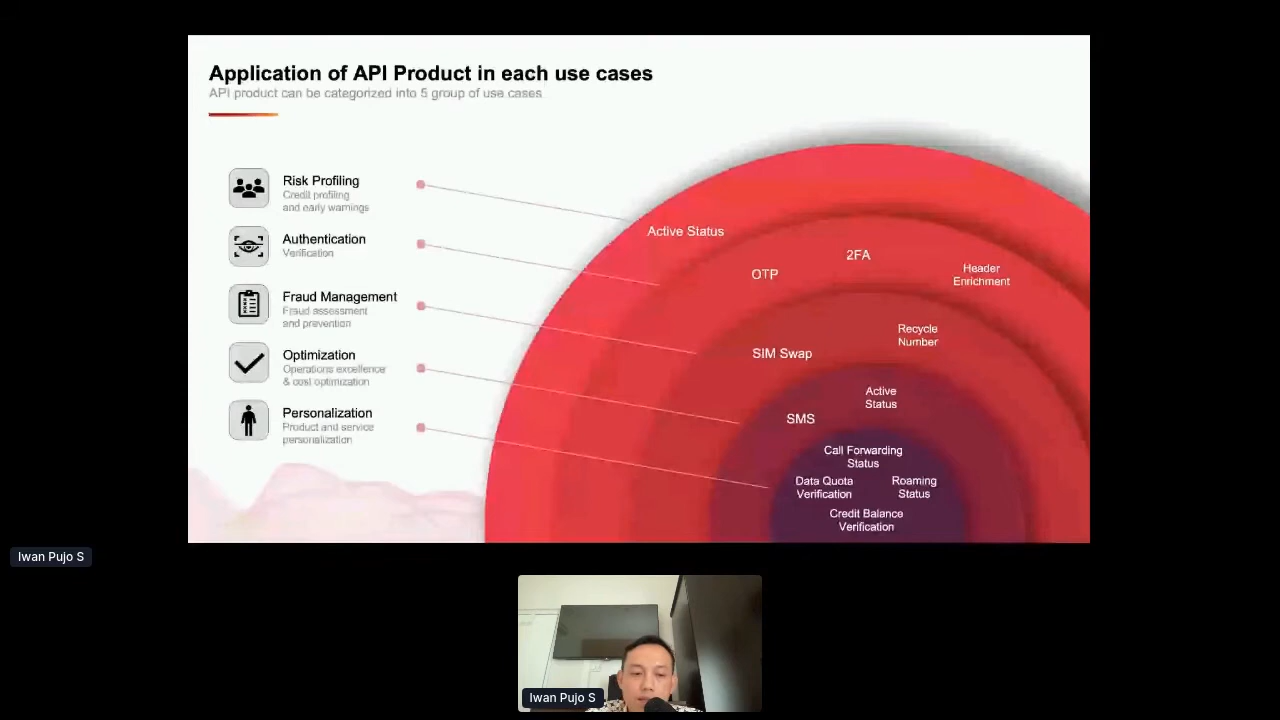 Application of API Product in each use cases
API product can be categorized into 5 group of use cases
Risk Profiling
Credit profiling
and early warnings
Authentication
Verification
Fraud Management
Fraud assessment
and prevention
Optimization
Operations excellence
& cost optimization
Personalization
Product and service
personalization
Active Status
OTP
2FA
Header
Enrichment
SIM Swap
Recycle
Number
SMS
Active
Status
Call Forwarding
Status
Data Quota
Verification
Roaming
Status
Credit Balance
Verification
Iwan Pujo S
Iwan Pujo S